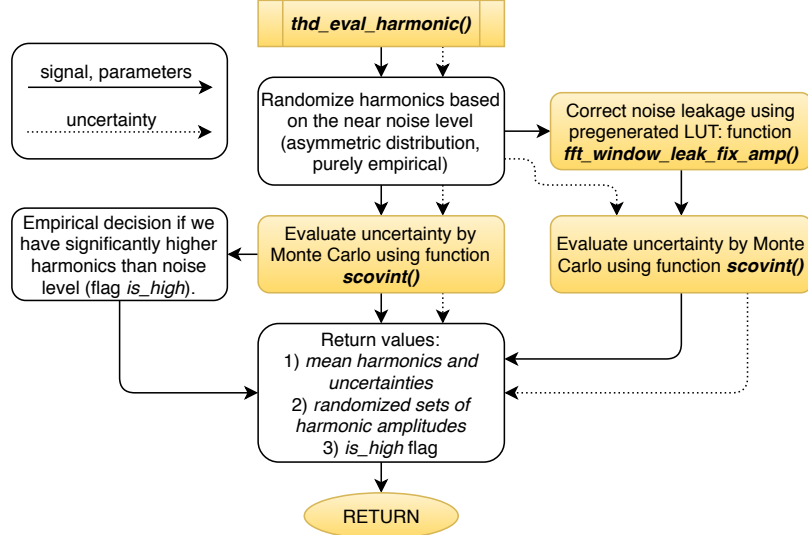 thd_eval_harmonic()
signal, parameters
uncertainty
Randomize harmonics based
on the near noise level
(asymmetric distribution,
purely empirical)
Correct noise leakage using
pregenerated LUT: function
fft_window_leak_fix_amp()
Empirical decision if we
have significantly higher
harmonics than noise
level (flag is_high).
Evaluate uncertainty by
Monte Carlo using function
scovint()
Evaluate uncertainty by Monte
Carlo using function scovint()
Return values:
1) mean harmonics and
uncertainties
2) randomized sets of
harmonic amplitudes
3) is_high flag
RETURN